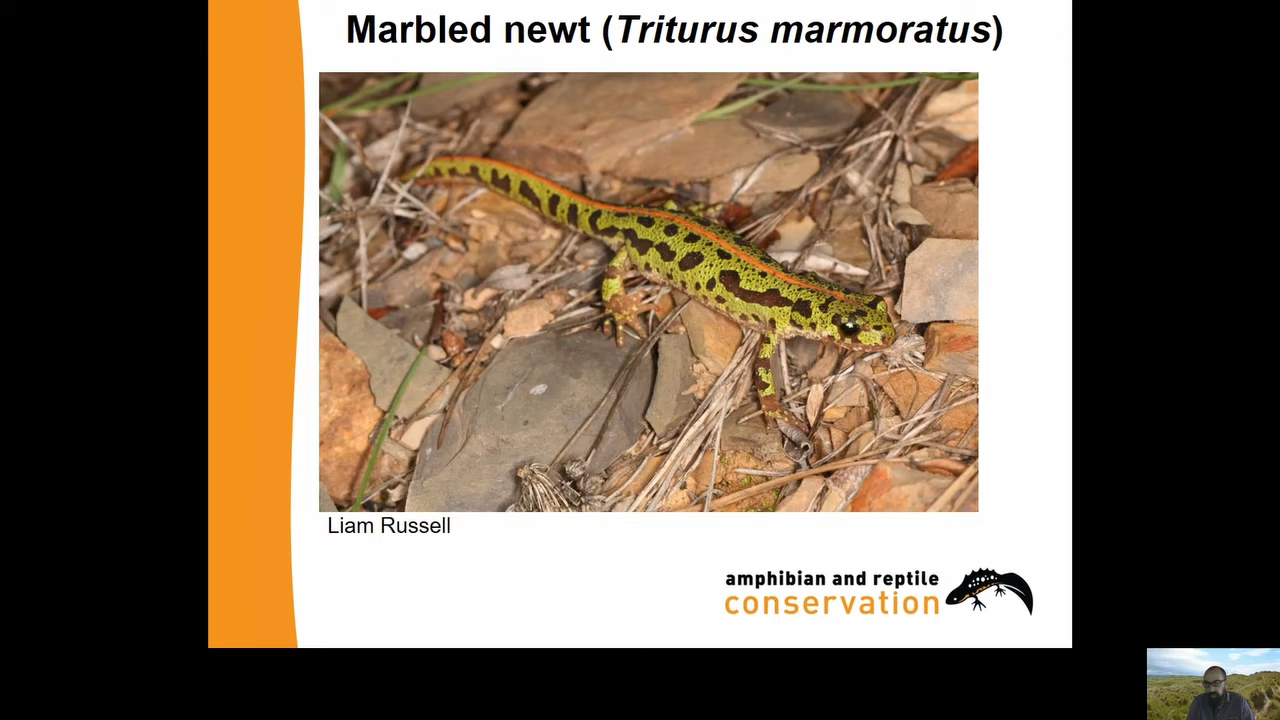 Marbled newt (Triturus marmoratus)
Liam Russell
amphibian and reptile
conservation